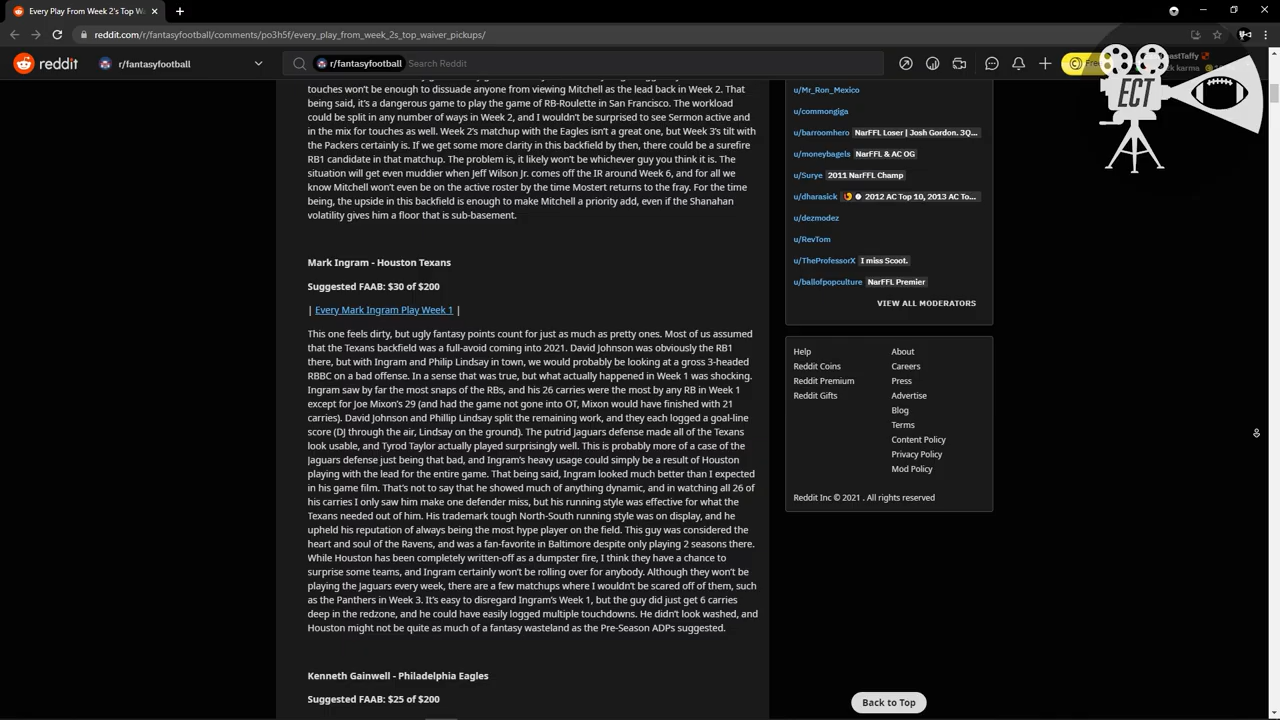 Every Play From Week 2's Top Wa
reddit.com/r/fantasyfootball/comments/po3h5f/every_play_from_week_2s_top_waiver_pickups/
reddit
r/fantasyfootball
r/fantasyfootball
Search Reddit
ECT
touches won't be enough to dissuade anyone from viewing Mitchell as the lead back in Week 2. That
being said, it's a dangerous game to play the game of RB-Roulette in San Francisco. The workload
could be split in any number of ways in Week 2, and I wouldn't be surprised to see Sermon active and
in the mix for touches as well. Week 2's matchup with the Eagles isn't a great one, but Week 3's tilt with
the Packers certainly is. If we get some more clarity in this backfield by then, there could be a surefire
RB1 candidate in that matchup. The problem is, it likely won't be whichever guy you think it is. The
situation will get even muddier when Jeff Wilson Jr. comes off the IR around Week 6, and for all we
know Mitchell won't even be on the active roster by the time Mostert returns to the fray. For the time
being, the upside in this backfield is enough to make Mitchell a priority add, even if the Shanahan
volatility gives him a floor that is sub-basement.
Mark Ingram - Houston Texans
Suggested FAAB: $30 of $200
| Every Mark Ingram Play Week 1 |
This one feels dirty, but ugly fantasy points count for just as much as pretty ones. Most of us assumed
that the Texans backfield was a full-avoid coming into 2021. David Johnson was obviously the RB1
there, but with Ingram and Philip Lindsay in town, we would probably be looking at a gross 3-headed
RBBC on a bad offense. In a sense that was true, but what actually happened in Week 1 was shocking.
Ingram saw by far the most snaps of the RBs, and his 26 carries were the most by any RB in Week 1
except for Joe Mixon's 29 (and had the game not gone into OT, Mixon would have finished with 21
carries). David Johnson and Phillip Lindsay split the remaining work, and they each logged a goal-line
score (DJ through the air, Lindsay on the ground). The putrid Jaguars defense made all of the Texans
look usable, and Tyrod Taylor actually played surprisingly well. This is probably more of a case of the
Jaguars defense just being that bad, and Ingram's heavy usage could simply be a result of Houston
playing with the lead for the entire game. That being said, Ingram looked much better than I expected
in his game film. That's not to say that he showed much of anything dynamic, and in watching all 26 of
his carries I only saw him make one defender miss, but his running style was effective for what the
Texans needed out of him. His trademark tough North-South running style was on display, and he
upheld his reputation of always being the most hype player on the field. This guy was considered the
heart and soul of the Ravens, and was a fan-favorite in Baltimore despite only playing 2 seasons there.
While Houston has been completely written-off as a dumpster fire, I think they have a chance to
surprise some teams, and Ingram certainly won't be rolling over for anybody. Although they won't be
playing the Jaguars every week, there are a few matchups where I wouldn't be scared off of them, such
as the Panthers in Week 3. It's easy to disregard Ingram's Week 1, but the guy did just get 6 carries
deep in the redzone, and he could have easily logged multiple touchdowns. He didn't look washed, and
Houston might not be quite as much of a fantasy wasteland as the Pre-Season ADPs suggested.
Kenneth Gainwell - Philadelphia Eagles
Suggested FAAB: $25 of $200
u/Mr_Ron_Mexico
u/commongiga
u/barroomhero NarFFL Loser | Josh Gordon. 3Q...
u/moneybagels NarFFL & AC OG
u/Surye 2011 NarFFL Champ
u/dharasick 2012 AC Top 10, 2013 AC To...
u/dezmodez
u/RevTom
u/TheProfessorX I miss Scoot.
u/ballofpopculture NarFFL Premier
VIEW ALL MODERATORS
Help About
Reddit Coins Careers
Reddit Premium Press
Reddit Gifts Advertise
Blog
Terms
Content Policy
Privacy Policy
Mod Policy
Reddit Inc © 2021 . All rights reserved
Back to Top